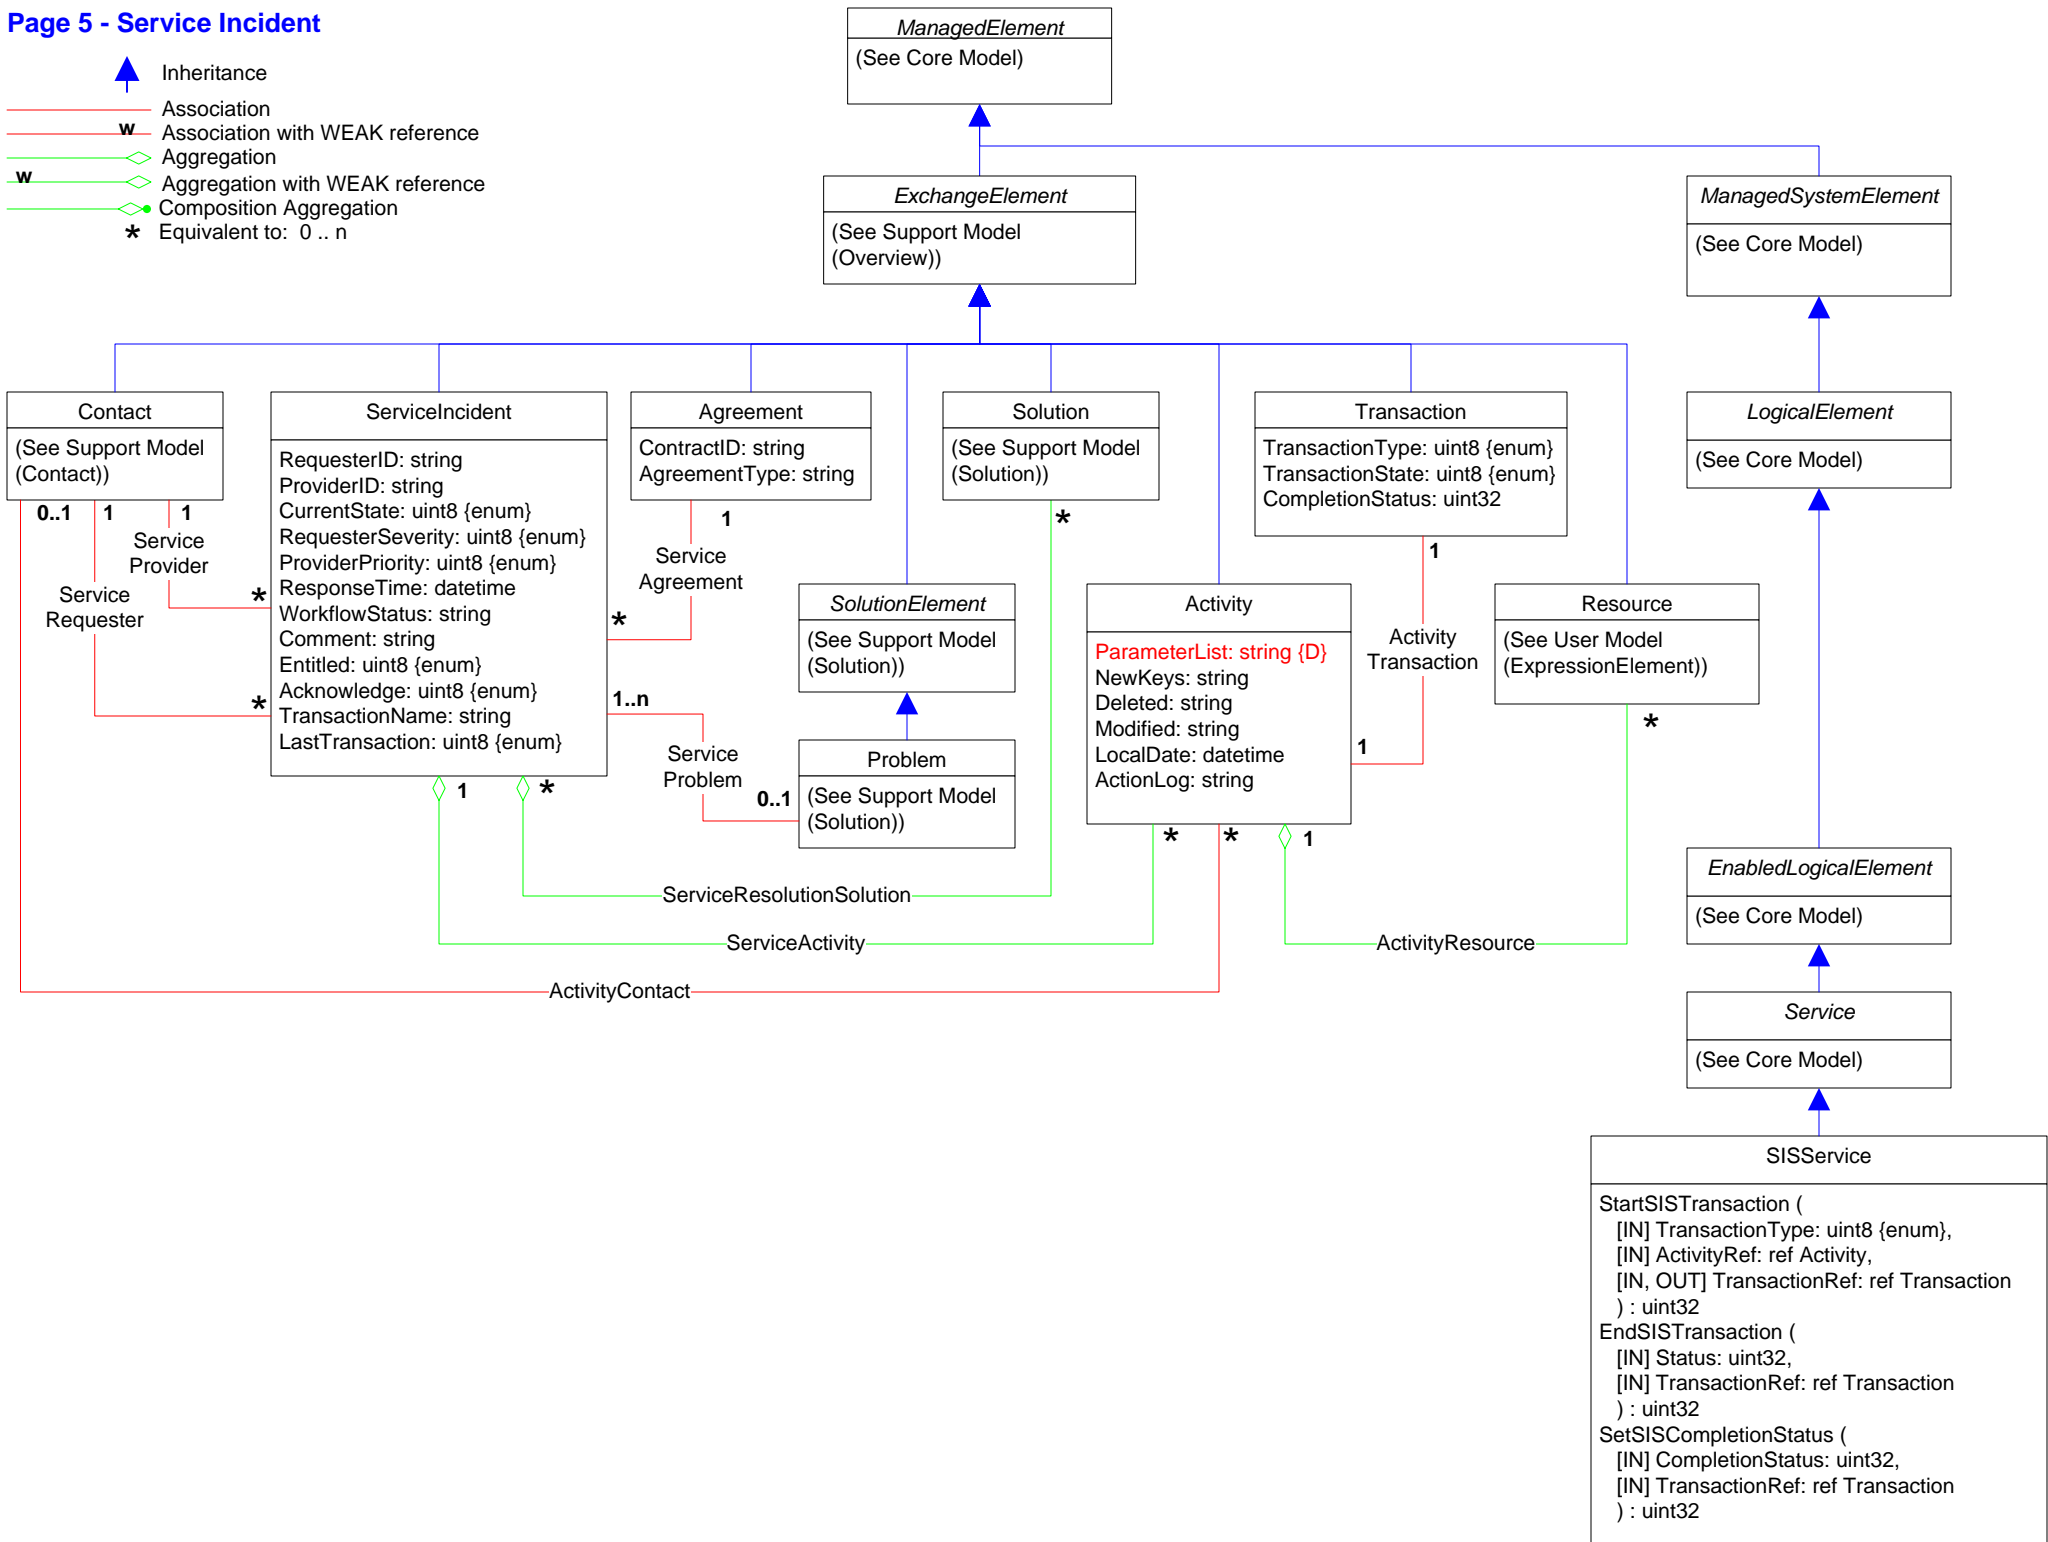 Page 5 - Service Incident
Inheritance
Association
w
Association with WEAK reference
Aggregation
w
Aggregation with WEAK reference
Composition Aggregation
*
Equivalent to: 0 .. n
ManagedElement
(See Core Model)
ExchangeElement
(See Support Model
(Overview))
ManagedSystemElement
(See Core Model)
Contact
(See Support Model
(Contact))
ServiceIncident
RequesterID: string
ProviderID: string
CurrentState: uint8 {enum}
RequesterSeverity: uint8 {enum}
ProviderPriority: uint8 {enum}
ResponseTime: datetime
WorkflowStatus: string
Comment: string
Entitled: uint8 {enum}
Acknowledge: uint8 {enum}
TransactionName: string
LastTransaction: uint8 {enum}
Agreement
ContractID: string
AgreementType: string
Solution
(See Support Model
(Solution))
Transaction
TransactionType: uint8 {enum}
TransactionState: uint8 {enum}
CompletionStatus: uint32
LogicalElement
(See Core Model)
0..1
1
1
Service
Provider
*
Service
Requester
*
1
Service
Agreement
*
*
1
SolutionElement
(See Support Model
(Solution))
Activity
ParameterList: string {D}
NewKeys: string
Deleted: string
Modified: string
LocalDate: datetime
ActionLog: string
Activity
Transaction
1
Resource
(See User Model
(ExpressionElement))
*
1..n
Service
Problem
0..1
Problem
(See Support Model
(Solution))
1
*
*
*
1
ServiceResolutionSolution
ServiceActivity
ActivityResource
ActivityContact
EnabledLogicalElement
(See Core Model)
Service
(See Core Model)
SISService
StartSISTransaction (
[IN] TransactionType: uint8 {enum},
[IN] ActivityRef: ref Activity,
[IN, OUT] TransactionRef: ref Transaction
) : uint32
EndSISTransaction (
[IN] Status: uint32,
[IN] TransactionRef: ref Transaction
) : uint32
SetSISCompletionStatus (
[IN] CompletionStatus: uint32,
[IN] TransactionRef: ref Transaction
) : uint32